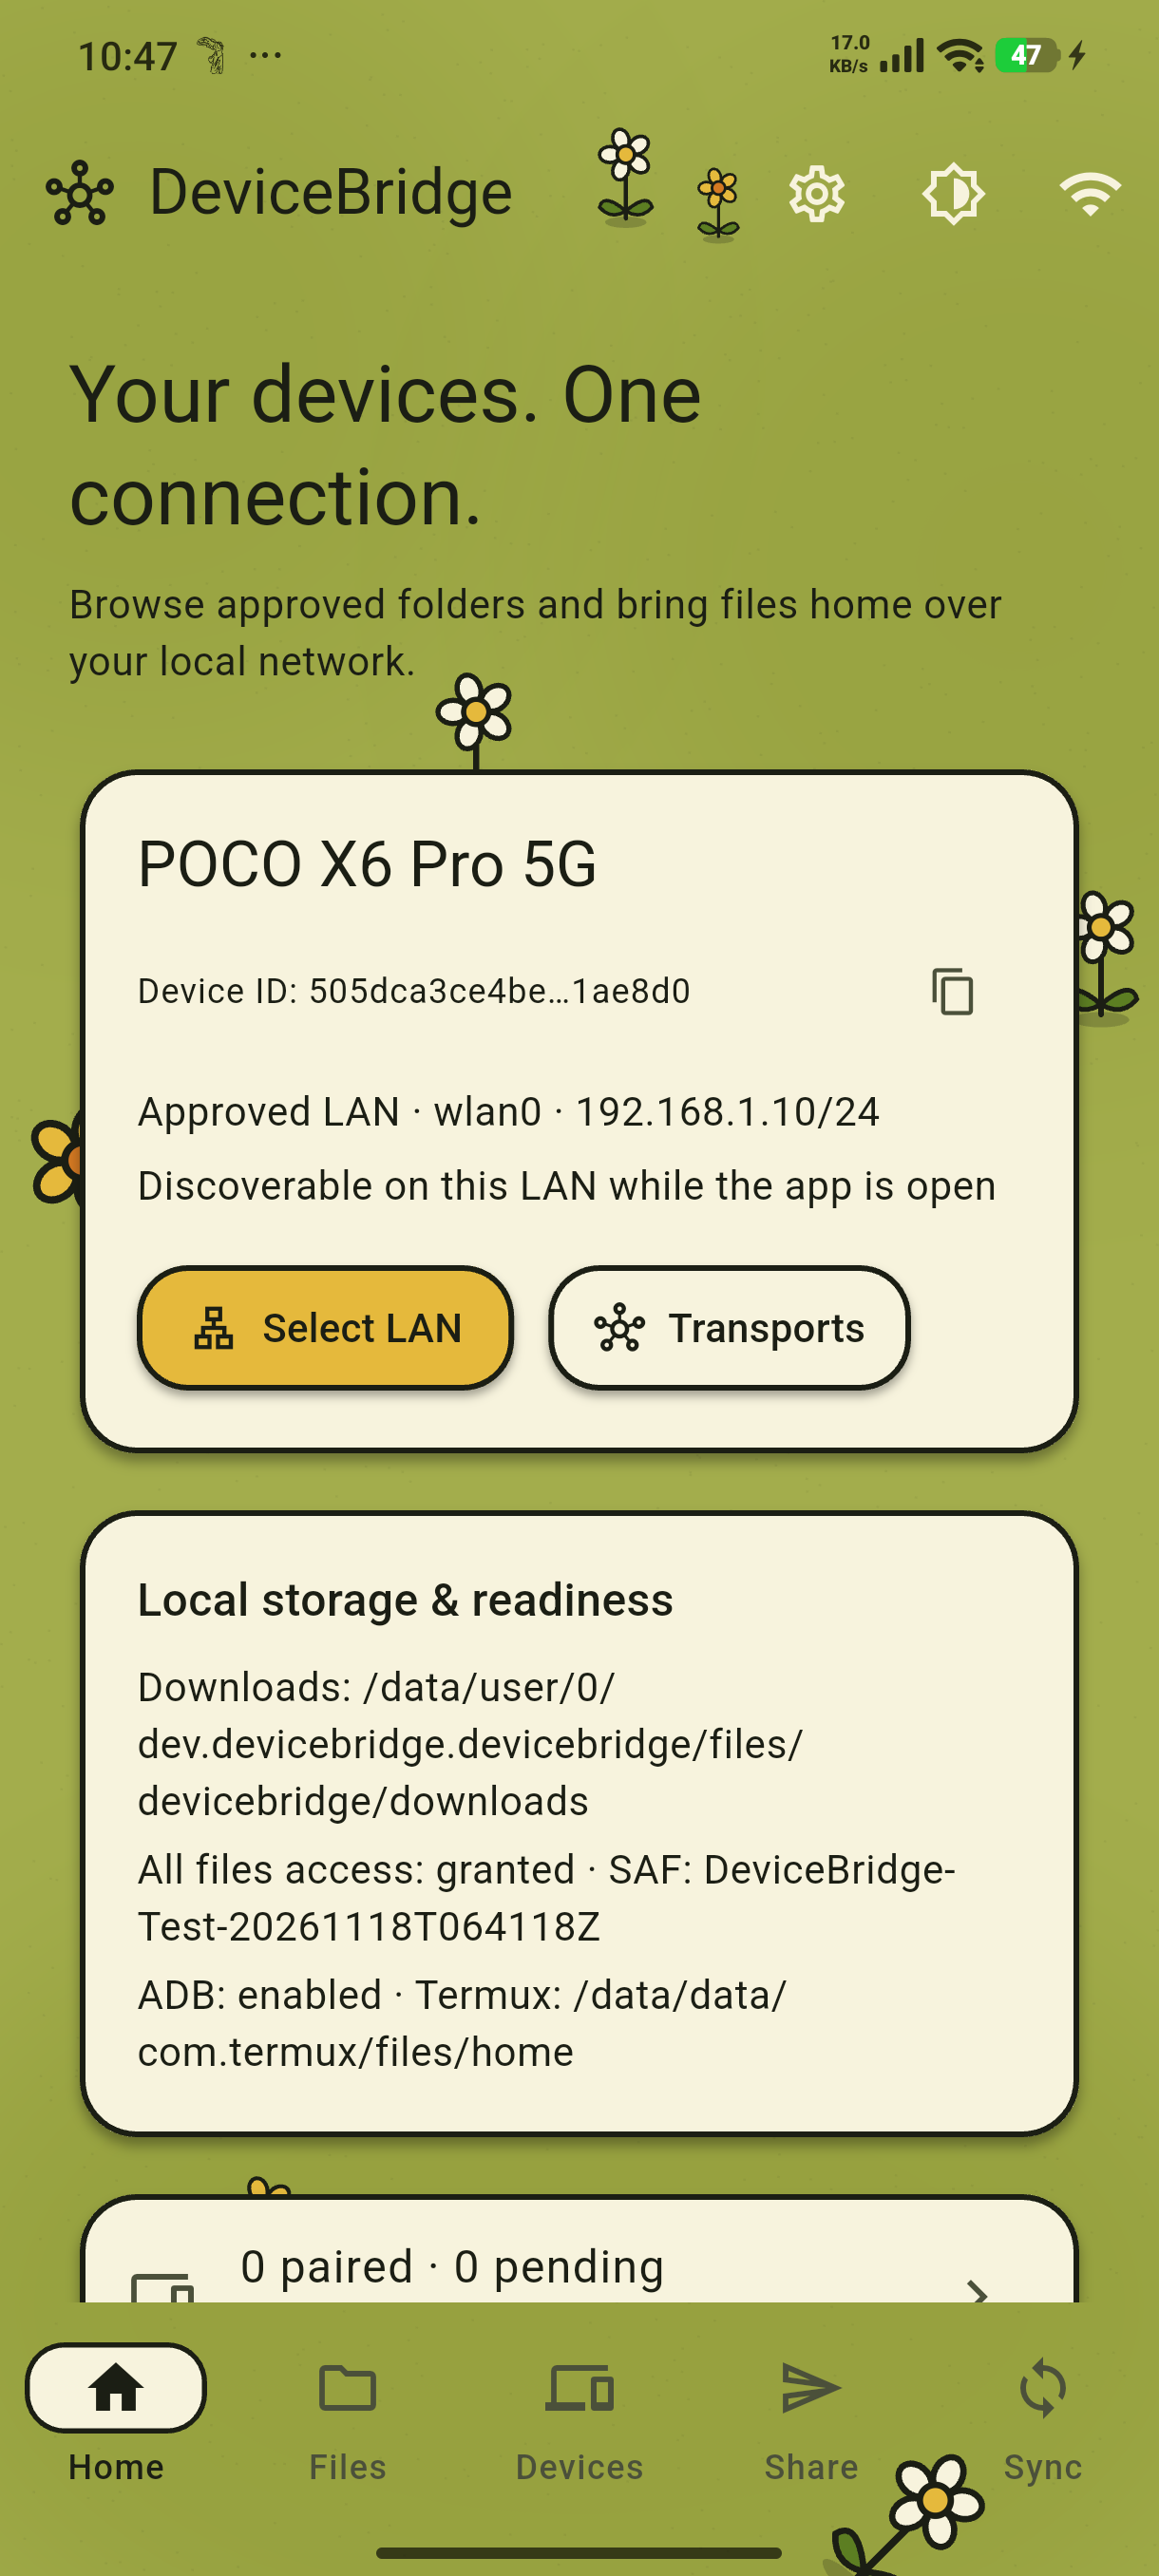 10:47
17.0
KB/s
47
DeviceBridge
Your devices. One
connection.
Browse approved folders and bring files home over
your local network.
POCO X6 Pro 5G
Device ID: 505dca3ce4be…1ae8d0
Approved LAN · wlan0 · 192.168.1.10/24
Discoverable on this LAN while the app is open
Select LAN
Transports
Local storage & readiness
Downloads: /data/user/0/
dev.devicebridge.devicebridge/files/
devicebridge/downloads
All files access: granted · SAF: DeviceBridge-
Test-20261118T064118Z
ADB: enabled · Termux: /data/data/
com.termux/files/home
0 paired · 0 pending
Home
Files
Devices
Share
Sync